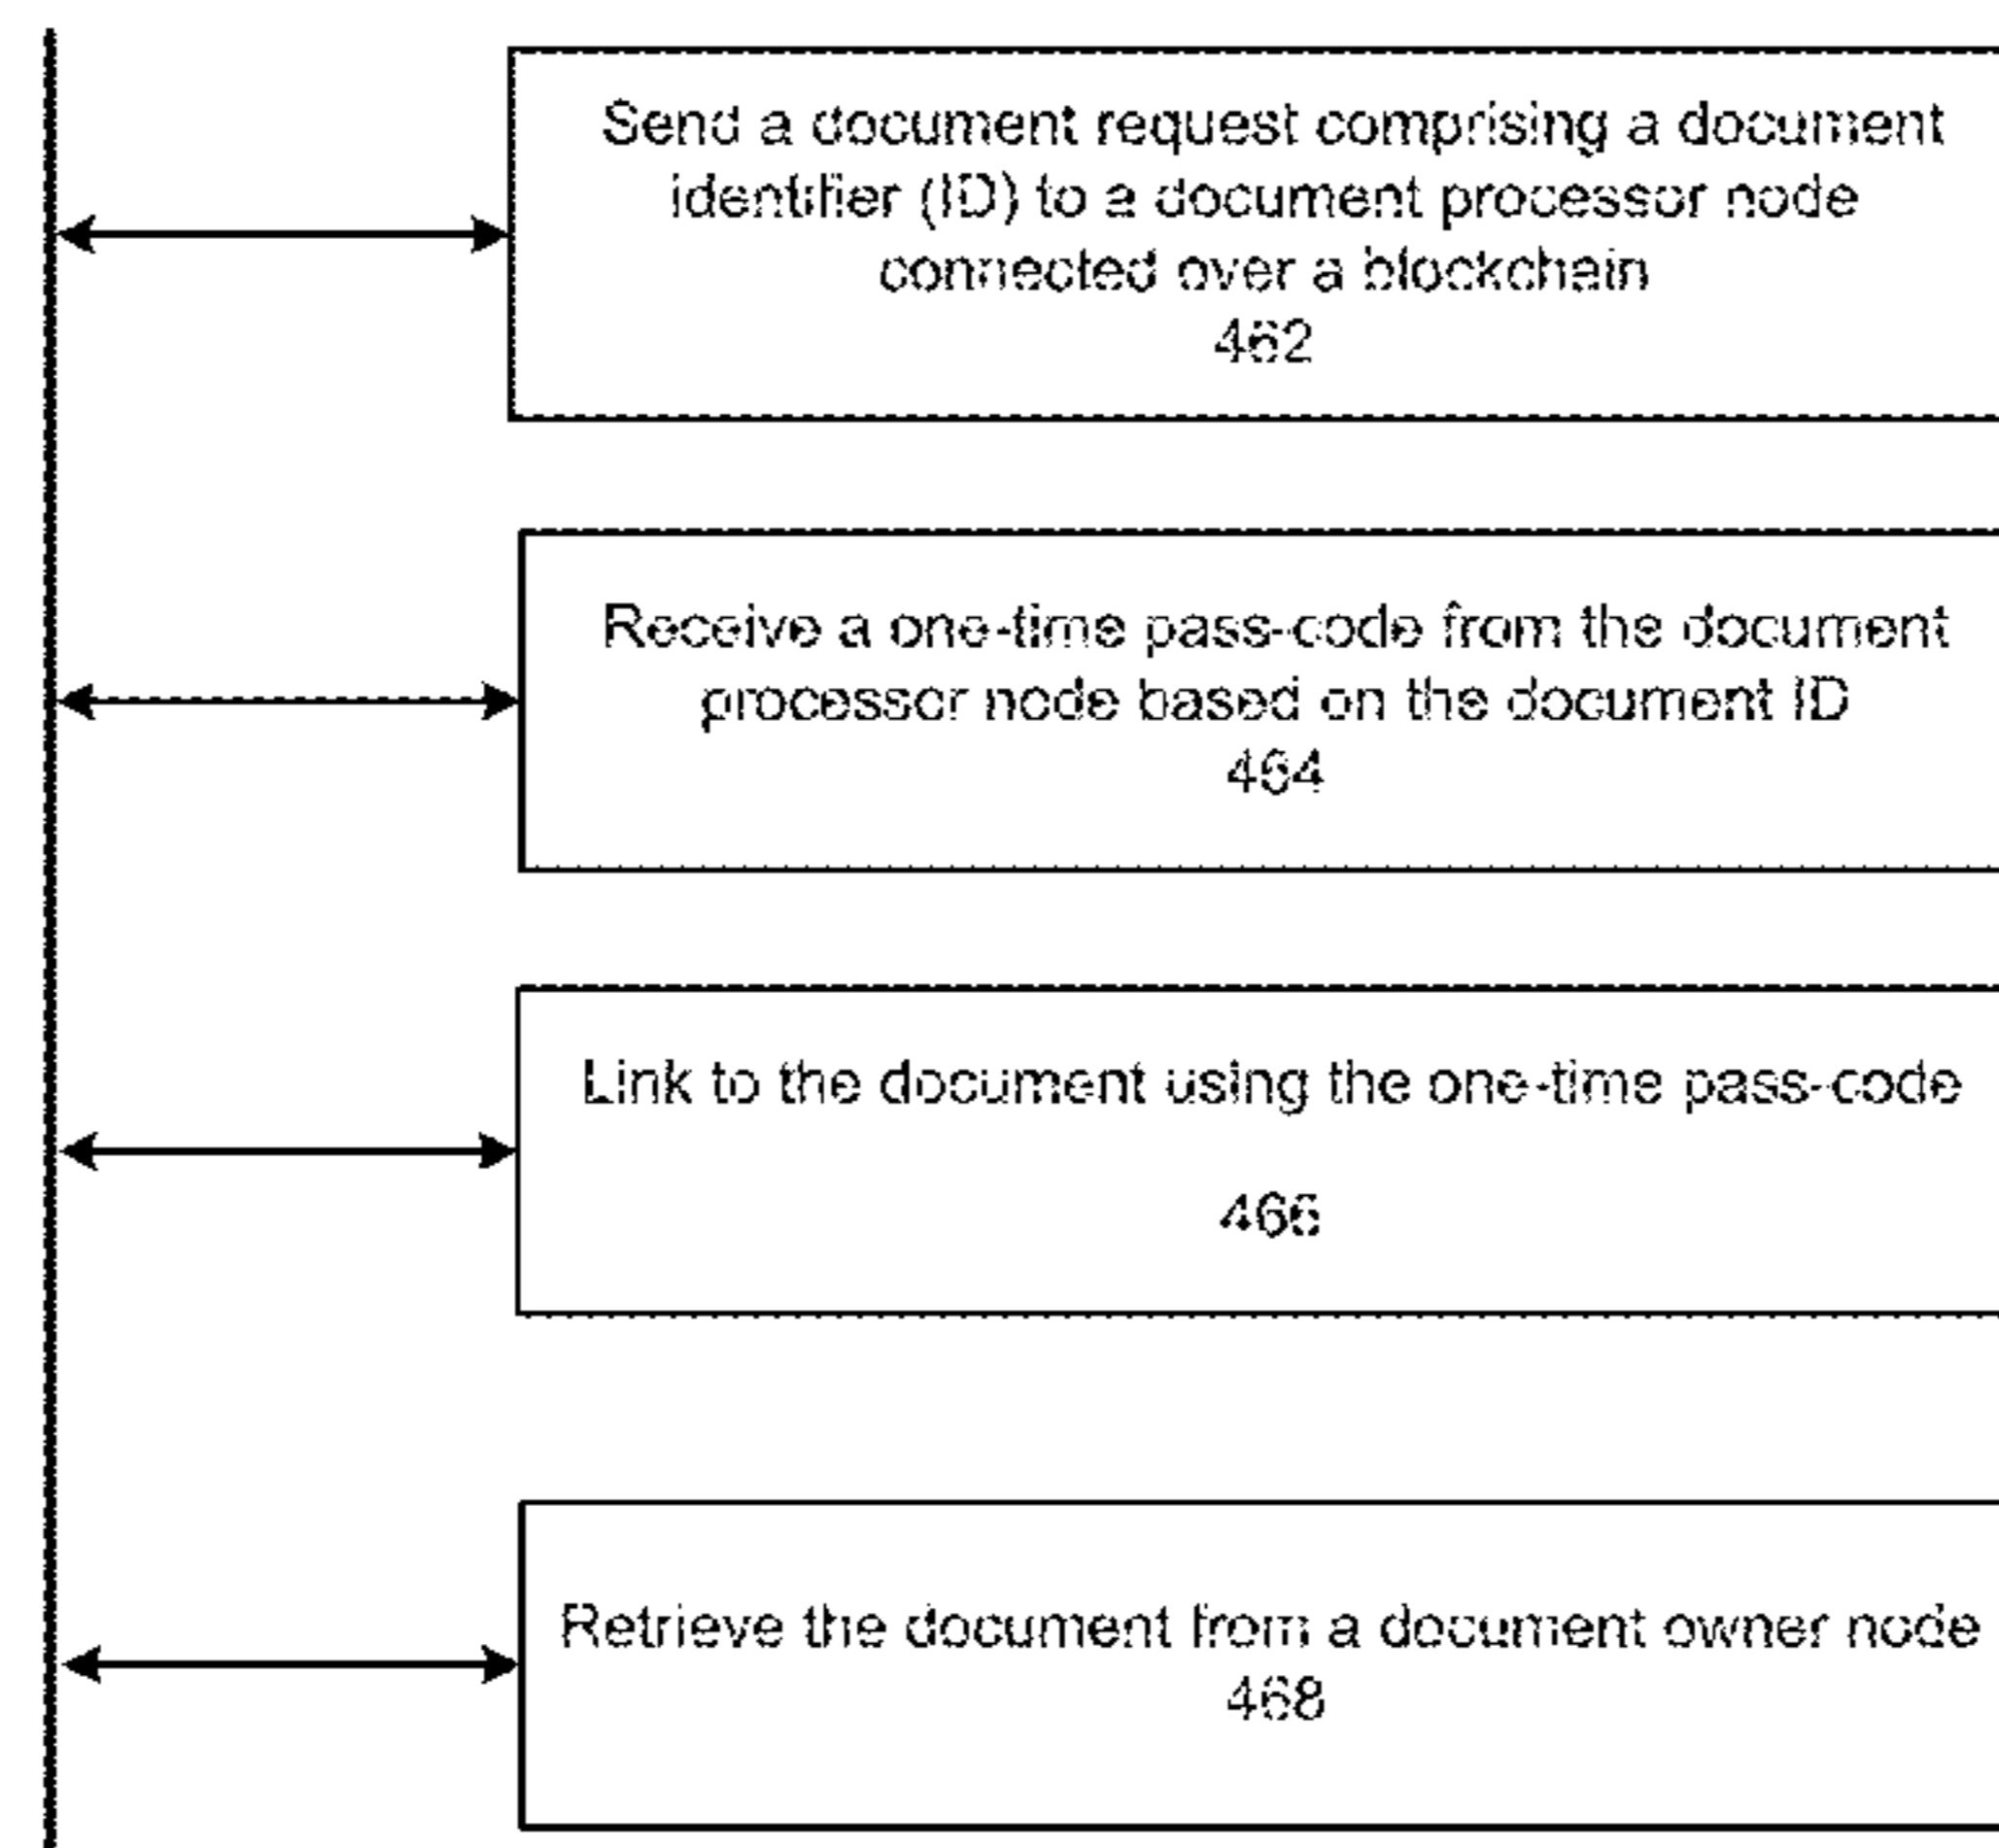 Send a document request comprising a document
identifier (ID) to a document processor node
connected over a blockchain
462
Receive a one-time pass-code from the document
processor node based on the document ID
464
Link to the document using the one-time pass-code
466
Retrieve the document from a document owner node
468